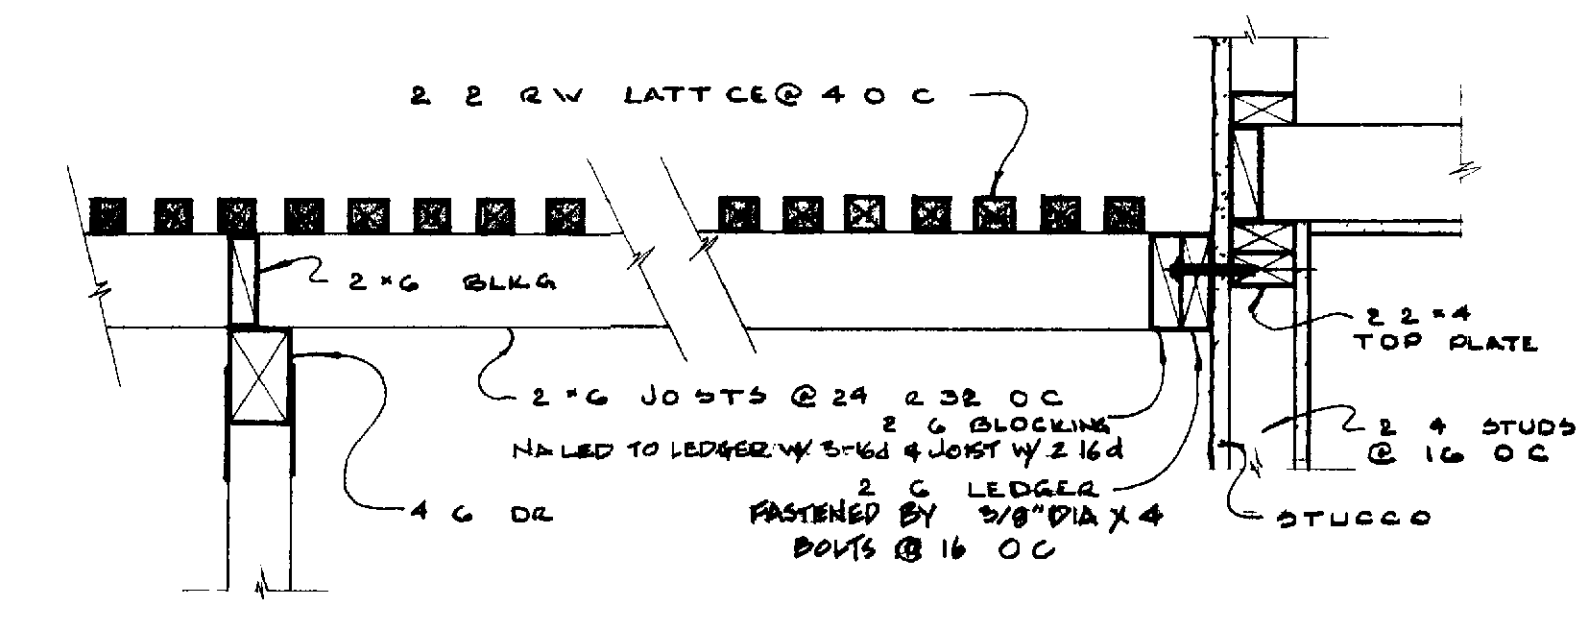 2 2 RW LATT CE @ 4 O C
2 × 6 BLKG
2 2 × 4
TOP PLATE
2 × 6 JO STS @ 24 R 32 O C
2 6 BLOCKING
NA LED TO LEDGER W/ 3-16d & JOIST W/ 2 16d
2 4 STUDS
@ 16 O C
2 6 LEDGER
FASTENED BY 3/8" DIA X 4
BOLTS @ 16 O C
4 6 DR
STUCCO